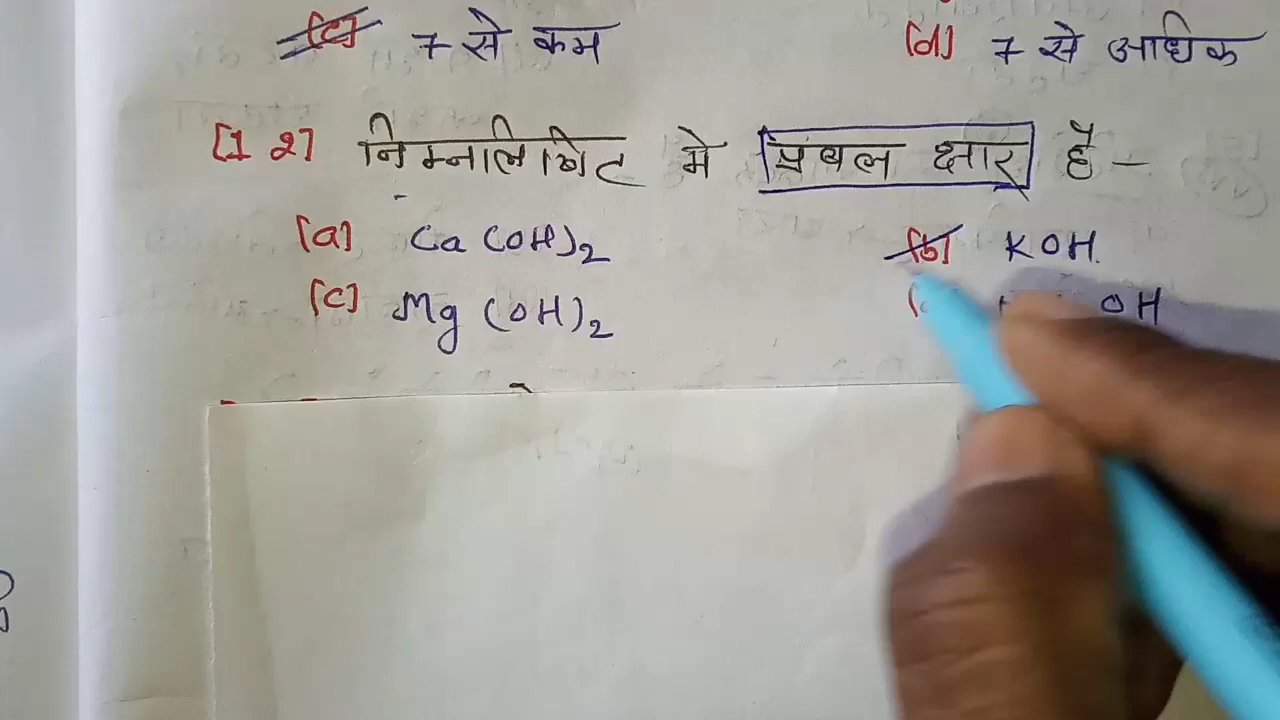 [c] 7 से कम [d] 7 से अधिक
[12] निम्नलिखित मे प्रबल क्षार है –
[a] Ca(OH)2 [b] KOH
[c] Mg(OH)2 OH